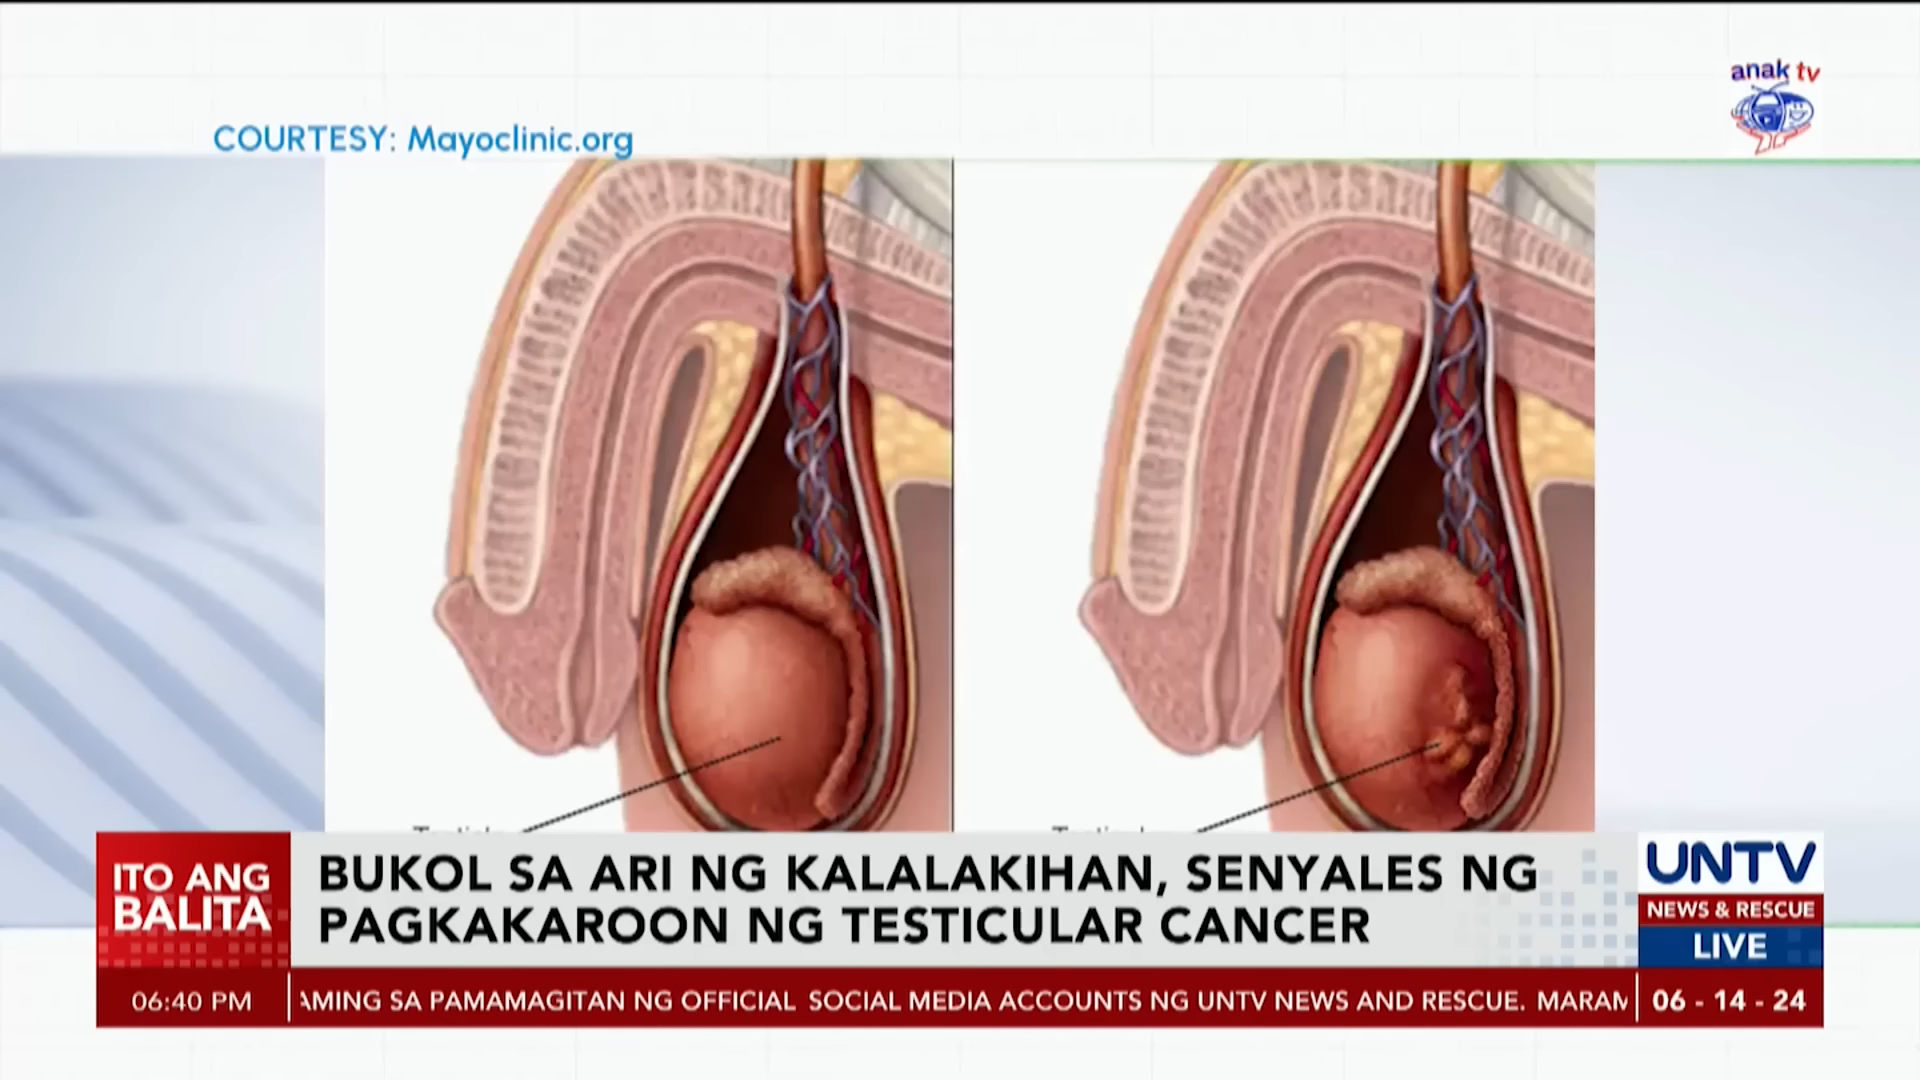 anak tv
COURTESY: Mayoclinic.org
ITO ANG
BALITA
BUKOL SA ARI NG KALALAKIHAN, SENYALES NG
PAGKAKAROON NG TESTICULAR CANCER
UNTV
NEWS & RESCUE
LIVE
06:40 PM
SA PAMAMAGITAN NG OFFICIAL SOCIAL MEDIA ACCOUNTS NG UNTV NEWS AND RESCUE.
06 - 14 - 24